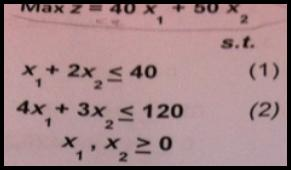 Max z = 40 x₁ + 50 x₂
s.t.
x₁ + 2x₂ ≤ 40 (1)
4x₁ + 3x₂ ≤ 120 (2)
x₁ , x₂ ≥ 0